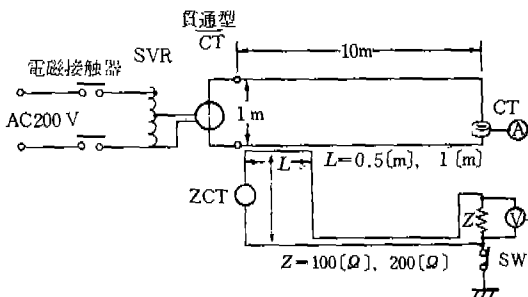 貫通型
CT
SVR
10m
電磁接触器
AC200 V
1 m
CT
A
L
L=0.5〔m〕, 1〔m〕
ZCT
Z
V
Z=100〔Ω〕, 200〔Ω〕
SW